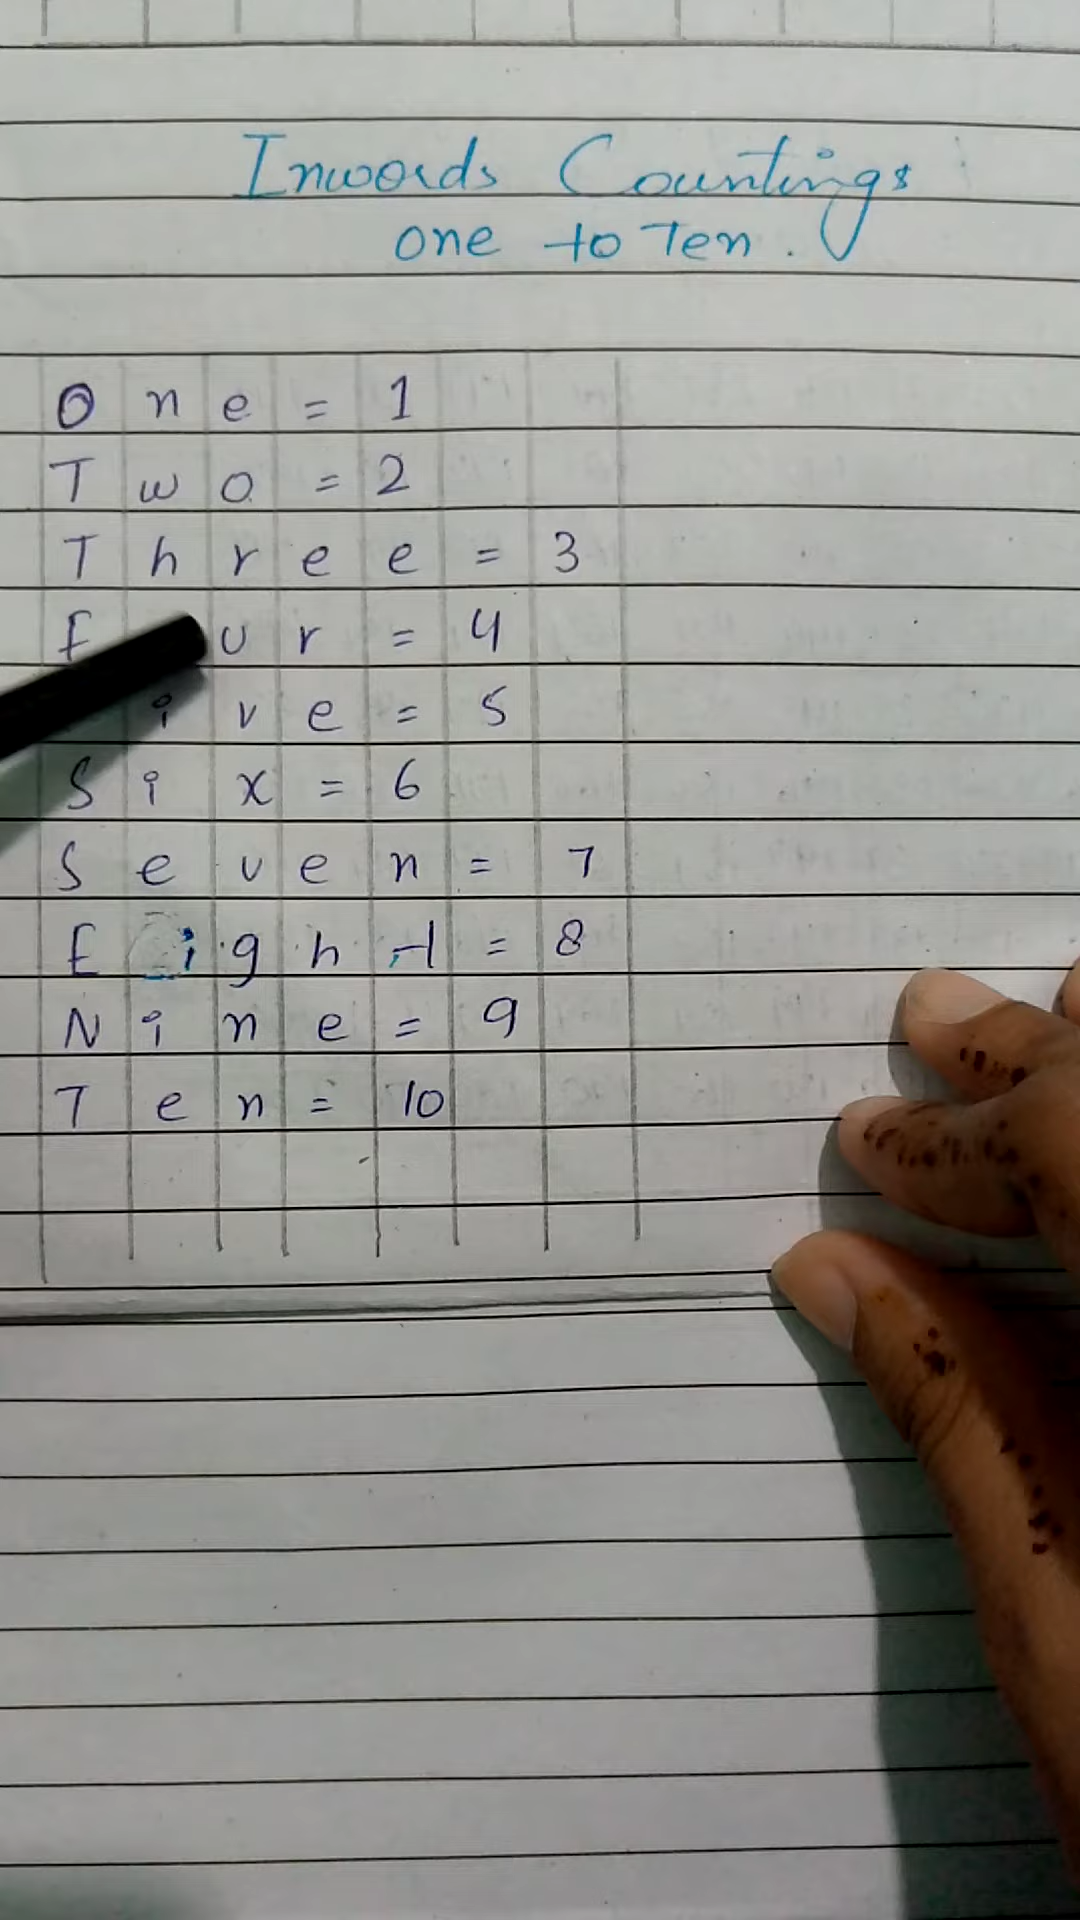 Inwords Countings
one to Ten.
One = 1
Two = 2
Three = 3
F ur = 4
ive = 5
Six = 6
Seven = 7
Eight = 8
Nine = 9
Ten = 10